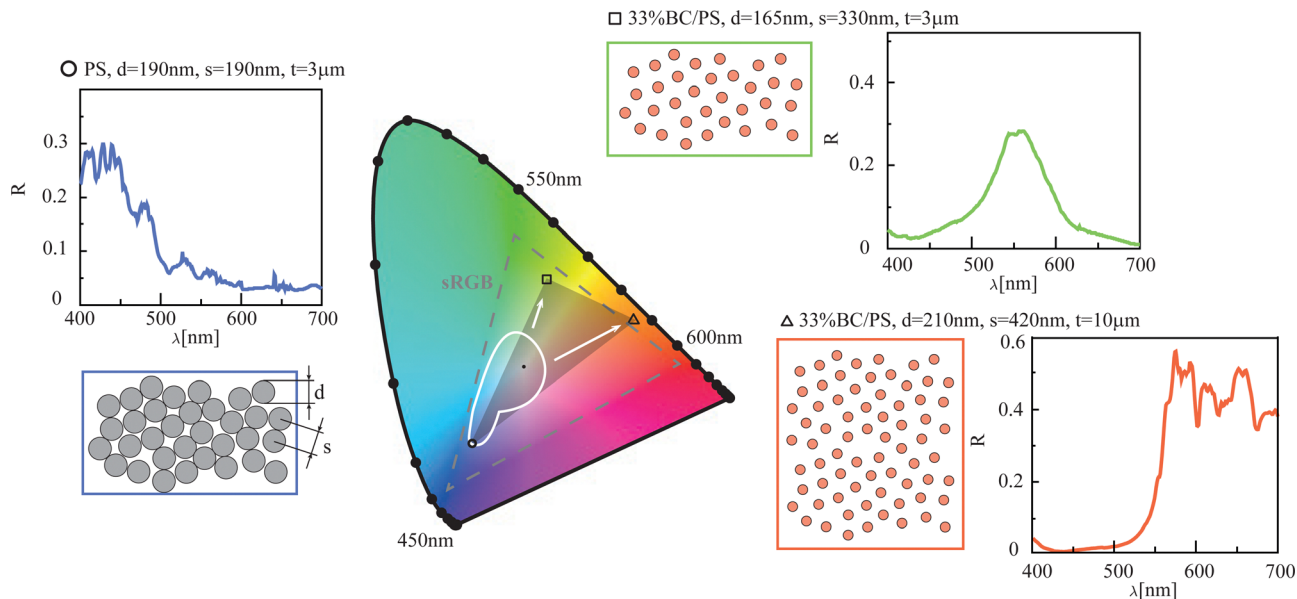 PS, d=190nm, s=190nm, t=3μm
R
0.3
0.2
0.1
0
400
500
600
700
λ[nm]
d
s
550nm
sRGB
600nm
450nm
33%BC/PS, d=165nm, s=330nm, t=3μm
R
0.4
0.2
0
400
500
600
700
λ[nm]
33%BC/PS, d=210nm, s=420nm, t=10μm
R
0.6
0.4
0.2
0
400
500
600
700
λ[nm]